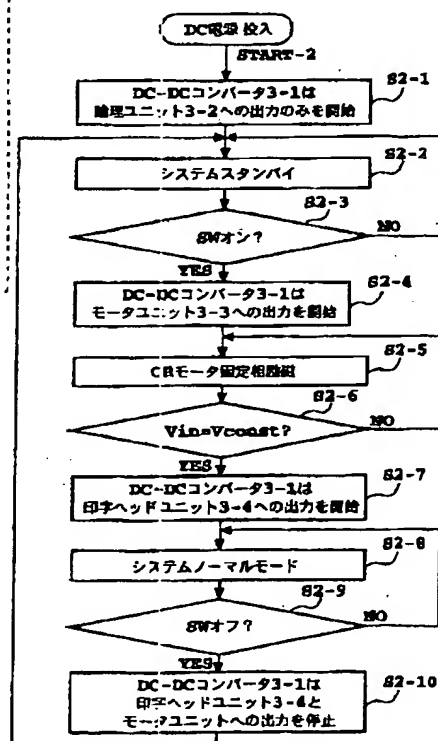 DC電源 投入
START-2
DC-DCコンバータ3-1は
論理ユニット3-2への出力のみを開始
S2-1
システムスタンバイ
S2-2
SWオン?
S2-3
NO
YES
DC-DCコンバータ3-1は
モータユニット3-3への出力を開始
S2-4
CRモータ固定相励磁
S2-5
Vin=Vconst?
S2-6
NO
YES
DC-DCコンバータ3-1は
印字ヘッドユニット3-4への出力を開始
S2-7
システムノーマルモード
S2-8
SWオフ?
S2-9
NO
YES
DC-DCコンバータ3-1は
印字ヘッドユニット3-4と
モータユニットへの出力を停止
S2-10